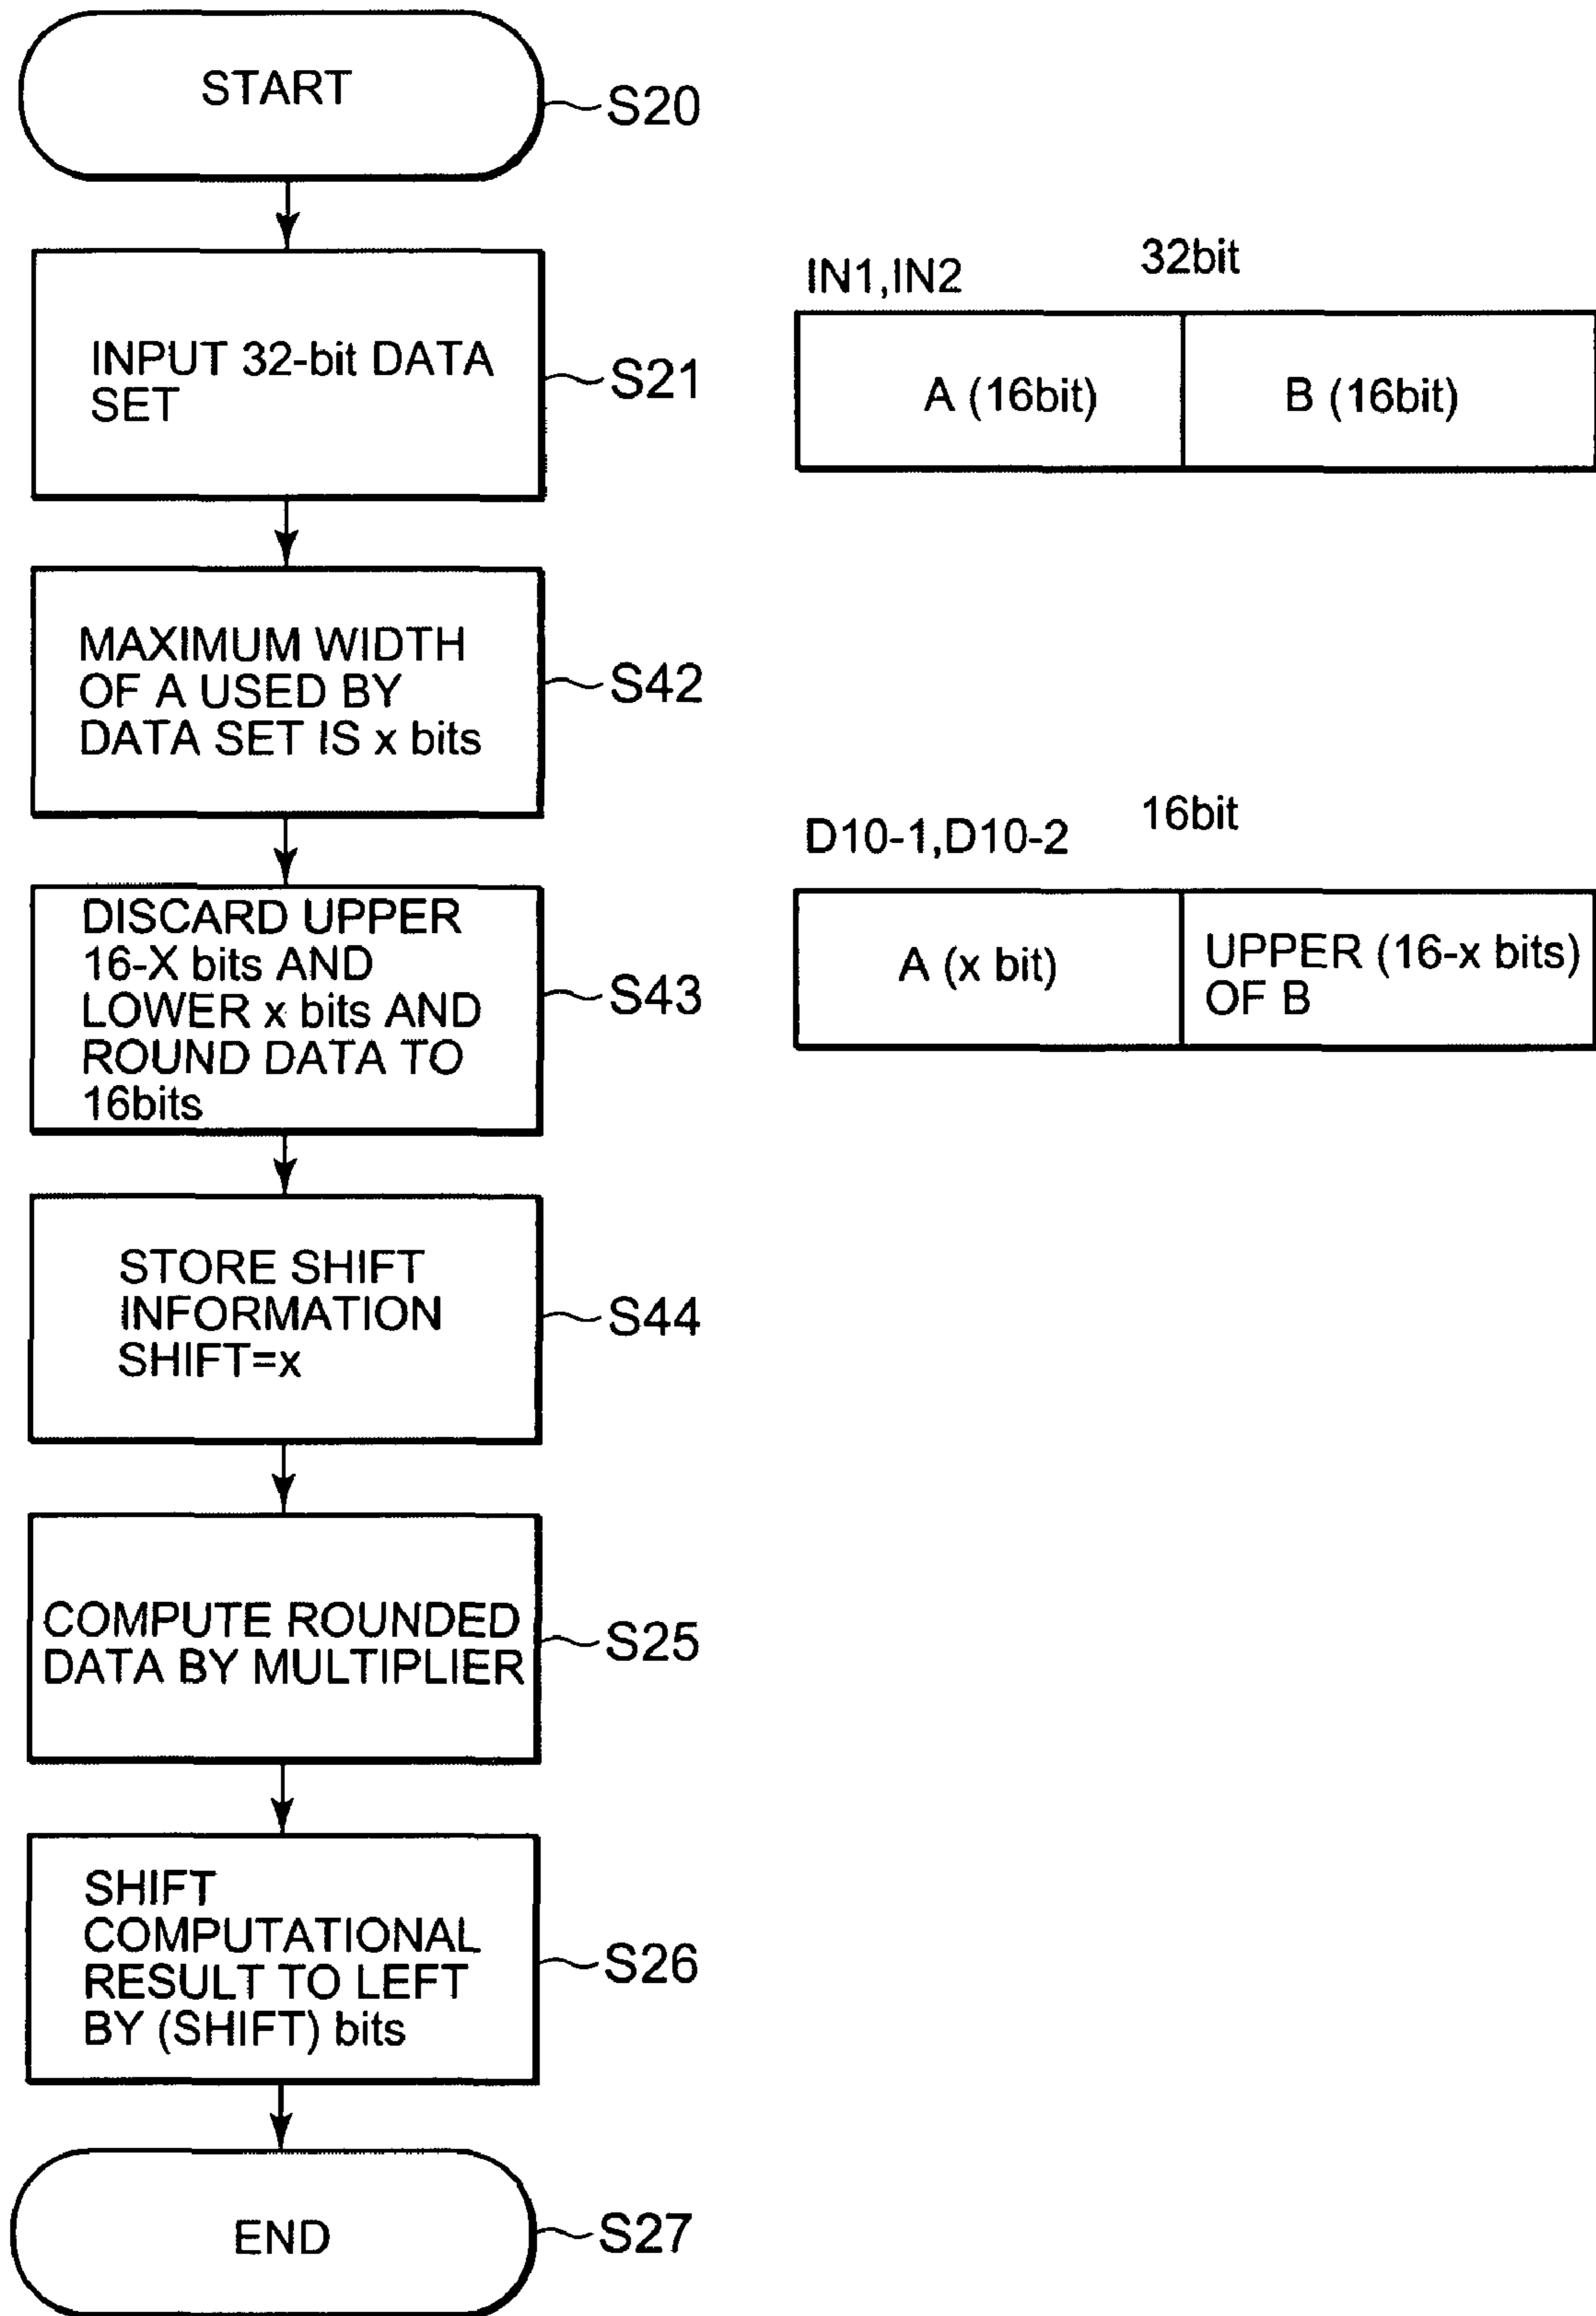 START
S20
INPUT 32-bit DATA
SET
S21
IN1,IN2
32bit
A (16bit)
B (16bit)
MAXIMUM WIDTH
OF A USED BY
DATA SET IS x bits
S42
DISCARD UPPER
16-X bits AND
LOWER x bits AND
ROUND DATA TO
16bits
S43
D10-1,D10-2
16bit
A (x bit)
UPPER (16-x bits)
OF B
STORE SHIFT
INFORMATION
SHIFT=x
S44
COMPUTE ROUNDED
DATA BY MULTIPLIER
S25
SHIFT
COMPUTATIONAL
RESULT TO LEFT
BY (SHIFT) bits
S26
END
S27